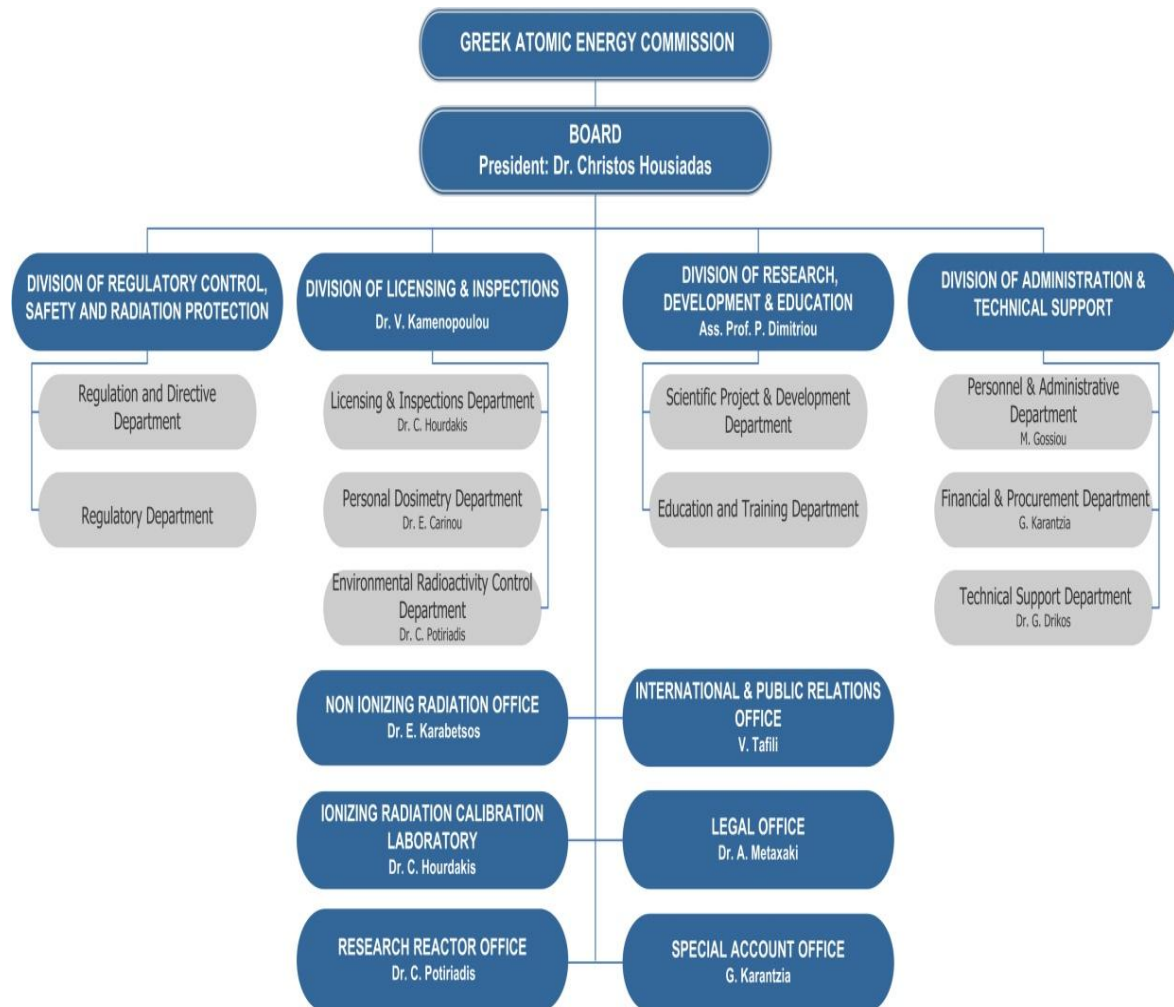 GREEK ATOMIC ENERGY COMMISSION
BOARD
President: Dr. Christos Housiadas
DIVISION OF REGULATORY CONTROL,
SAFETY AND RADIATION PROTECTION
Regulation and Directive
Department
Regulatory Department
DIVISION OF LICENSING & INSPECTIONS
Dr. V. Kamenopoulou
Licensing & Inspections Department
Dr. C. Hourdakis
Personal Dosimetry Department
Dr. E. Carinou
Environmental Radioactivity Control
Department
Dr. C. Potiriadis
DIVISION OF RESEARCH,
DEVELOPMENT & EDUCATION
Ass. Prof. P. Dimitriou
Scientific Project & Development
Department
Education and Training Department
DIVISION OF ADMINISTRATION &
TECHNICAL SUPPORT
Personnel & Administrative
Department
M. Gossiou
Financial & Procurement Department
G. Karantzia
Technical Support Department
Dr. G. Drikos
NON IONIZING RADIATION OFFICE
Dr. E. Karabetsos
INTERNATIONAL & PUBLIC RELATIONS
OFFICE
V. Tafili
IONIZING RADIATION CALIBRATION
LABORATORY
Dr. C. Hourdakis
LEGAL OFFICE
Dr. A. Metaxaki
RESEARCH REACTOR OFFICE
Dr. C. Potiriadis
SPECIAL ACCOUNT OFFICE
G. Karantzia